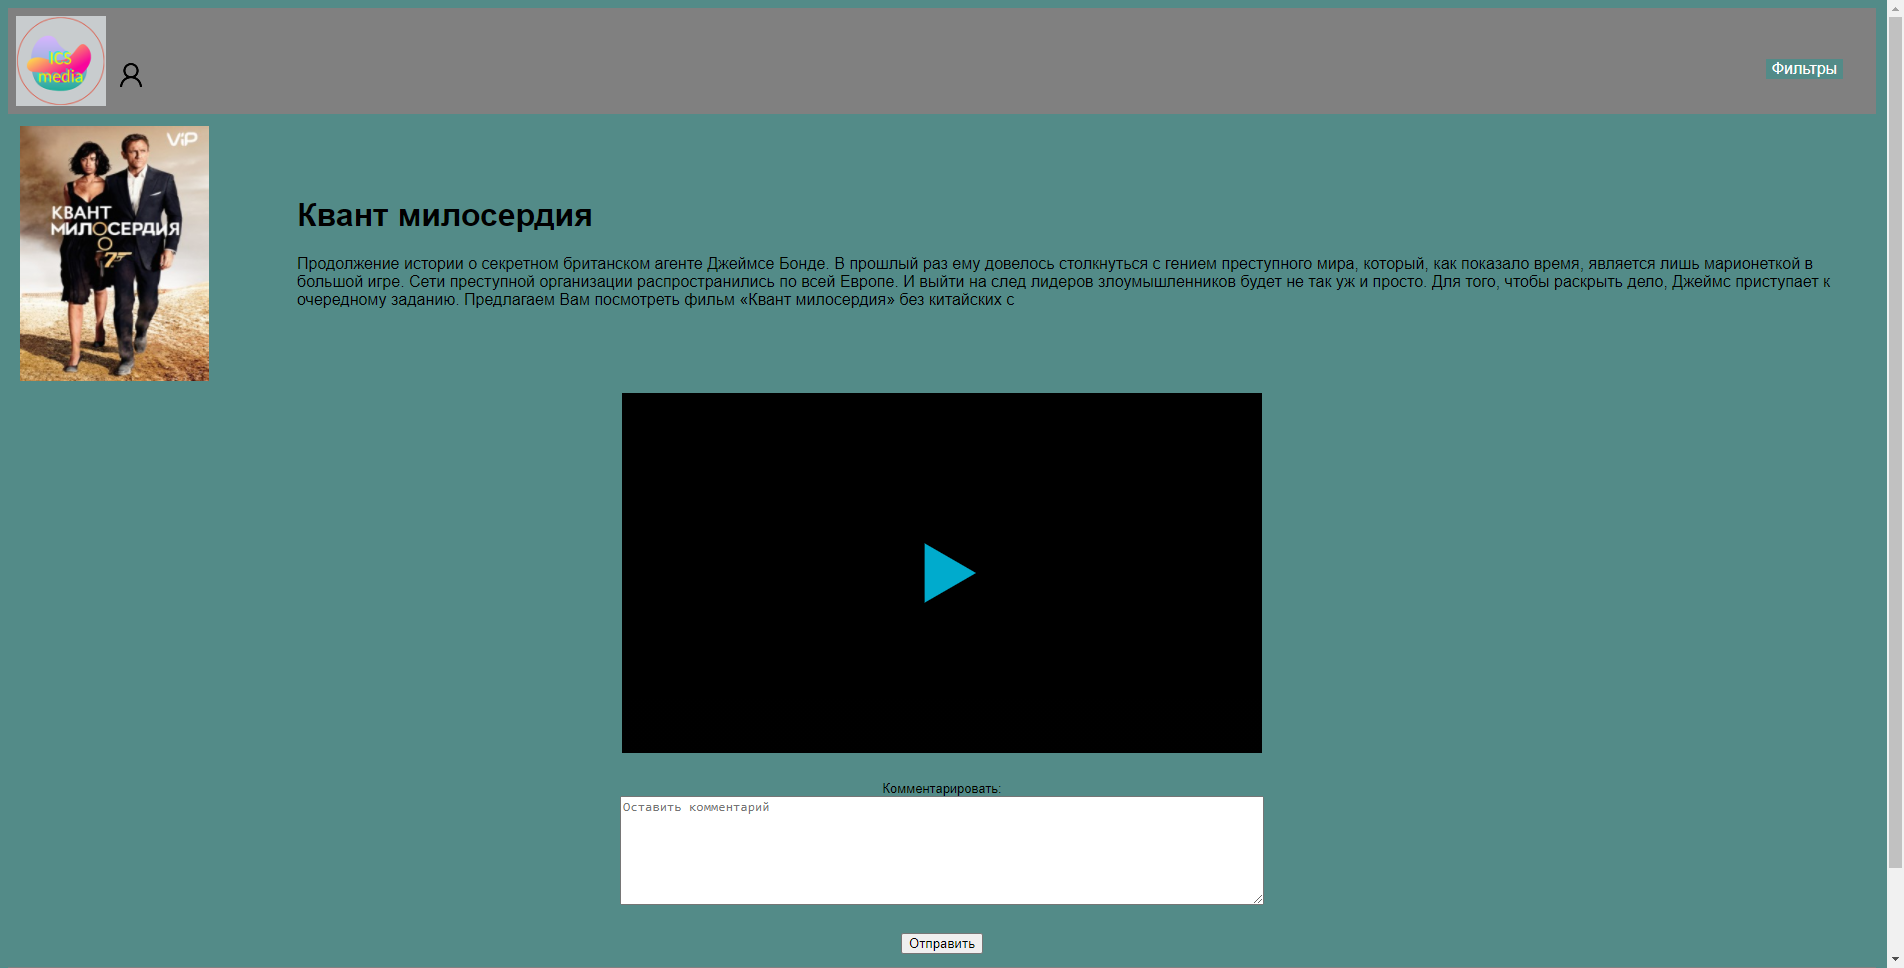 ICS
media
Фильтры
ViP
КВАНТ
МИЛОСЕРДИЯ
007
Квант милосердия
Продолжение истории о секретном британском агенте Джеймсе Бонде. В прошлый раз ему довелось столкнуться с гением преступного мира, который, как показало время, является лишь марионеткой в
большой игре. Сети преступной организации распространились по всей Европе. И выйти на след лидеров злоумышленников будет не так уж и просто. Для того, чтобы раскрыть дело, Джеймс приступает к
очередному заданию. Предлагаем Вам посмотреть фильм «Квант милосердия» без китайских с
Комментарировать:
Оставить комментарий
Отправить